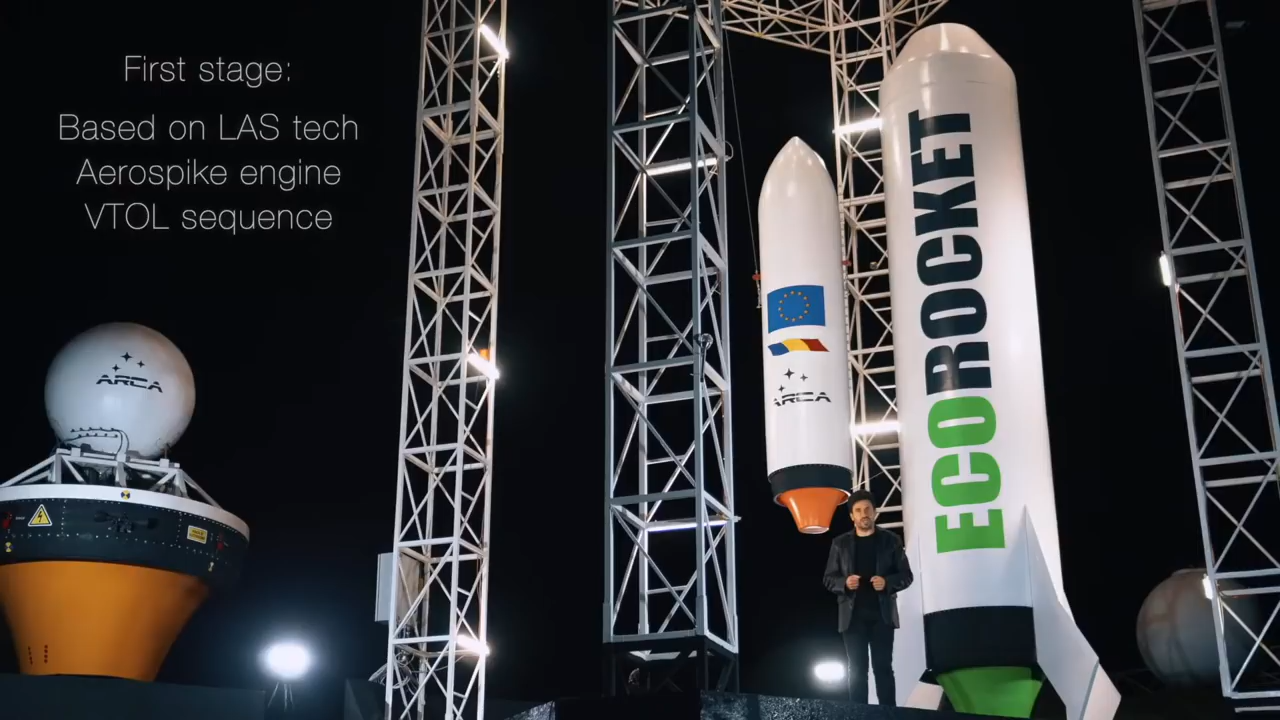 First stage:
Based on LAS tech
Aerospike engine
VTOL sequence
ARCA
ARCA
ECOROCKET